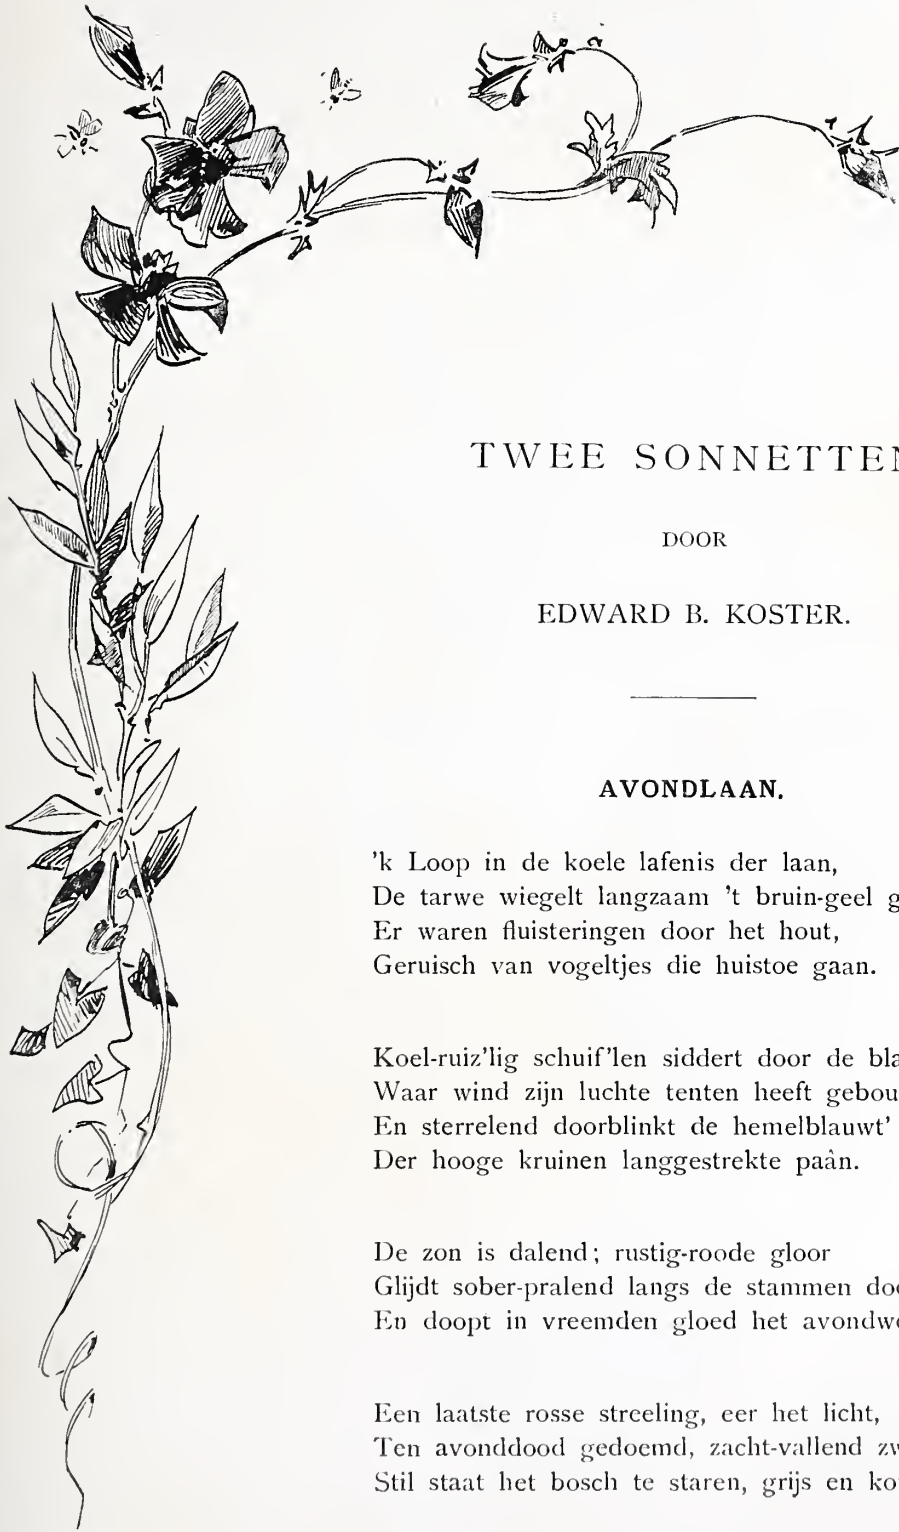 TWEE SONNETTEN
DOOR
EDWARD B. KOSTER.
AVONDLAAN.
'k Loop in de koele lafenis der laan,
De tarwe wiegelt langzaam 't bruin-geel
Er waren fluisteringen door het hout,
Geruisch van vogeltjes die huistoe gaan.
Koel-ruiz'lig schuif'len siddert door de
Waar wind zijn luchte tenten heeft
En sterrelend doorblinkt de hemelblauwt'
Der hooge kruinen langgestrekte paân.
De zon is dalend; rustig-roode gloor
Glijdt sober-pralend langs de stammen
En doopt in vreemden gloed het
Een laatste rosse streeling, eer het licht,
Ten avonddood gedoemd, zacht-vallend
Stil staat het bosch te staren, grijs en